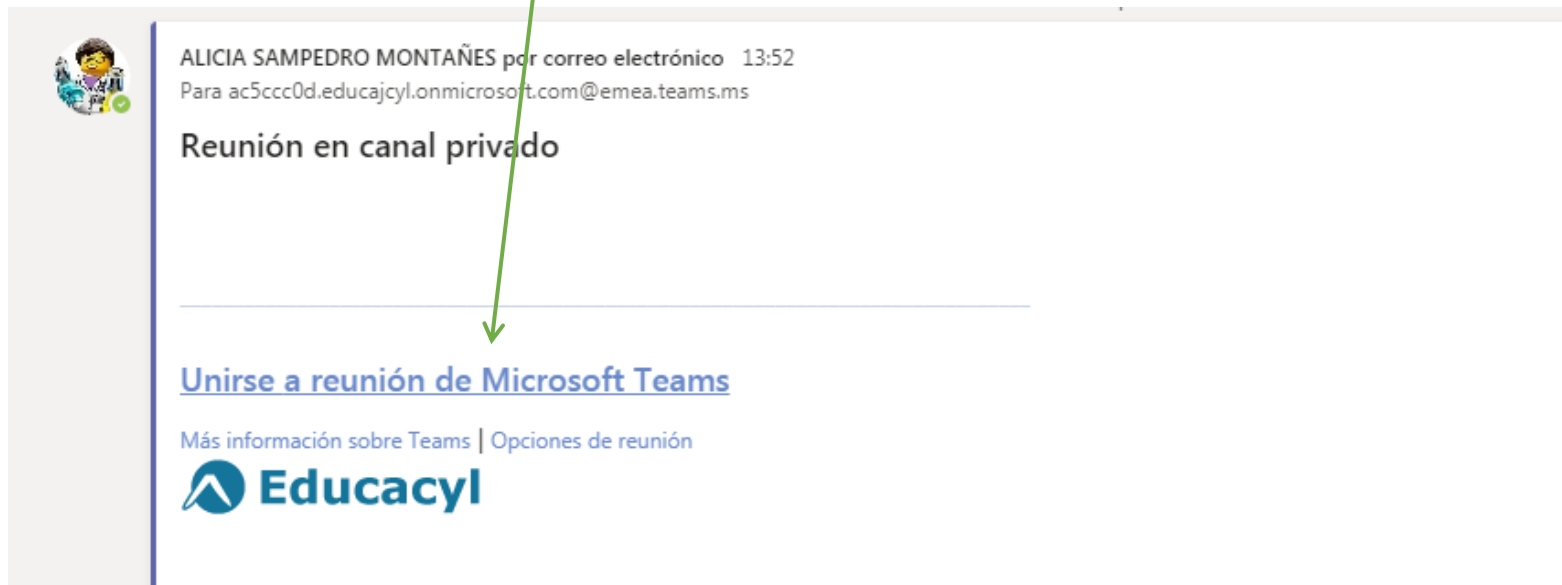 ALICIA SAMPEDRO MONTAÑES por correo electrónico 13:52
Para ac5ccc0d.educajcyl.onmicrosoft.com@emea.teams.ms
Reunión en canal privado
Unirse a reunión de Microsoft Teams
Más información sobre Teams | Opciones de reunión
Educacyl